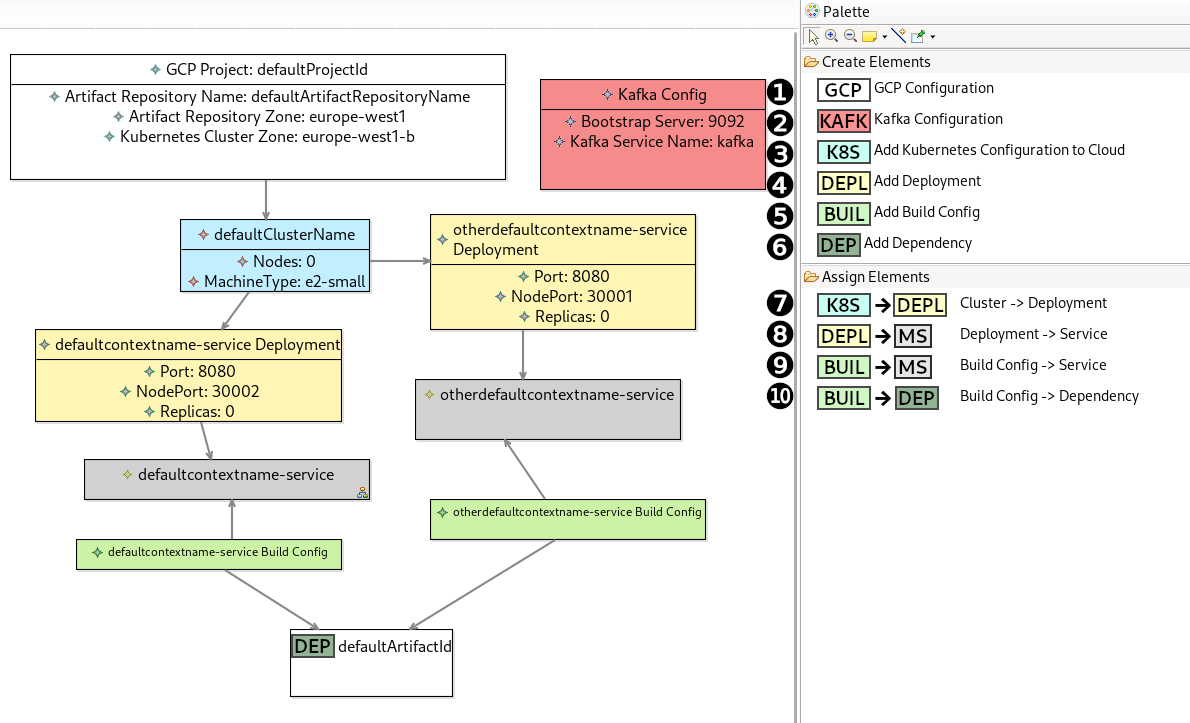 GCP Project: defaultProjectId
Artifact Repository Name: defaultArtifactRepositoryName
Artifact Repository Zone: europe-west1
Kubernetes Cluster Zone: europe-west1-b
Kafka Config
Bootstrap Server: 9092
Kafka Service Name: kafka
defaultClusterName
Nodes: 0
MachineType: e2-small
otherdefaultcontextname-service
Deployment
Port: 8080
NodePort: 30001
Replicas: 0
defaultcontextname-service Deployment
Port: 8080
NodePort: 30002
Replicas: 0
otherdefaultcontextname-service
defaultcontextname-service
otherdefaultcontextname-service Build Config
defaultcontextname-service Build Config
DEP defaultArtifactId
Palette
Create Elements
1 GCP GCP Configuration
2 KAFK Kafka Configuration
3 K8S Add Kubernetes Configuration to Cloud
4 DEPL Add Deployment
5 BUIL Add Build Config
6 DEP Add Dependency
Assign Elements
7 K8S → DEPL Cluster -> Deployment
8 DEPL → MS Deployment -> Service
9 BUIL → MS Build Config -> Service
10 BUIL → DEP Build Config -> Dependency